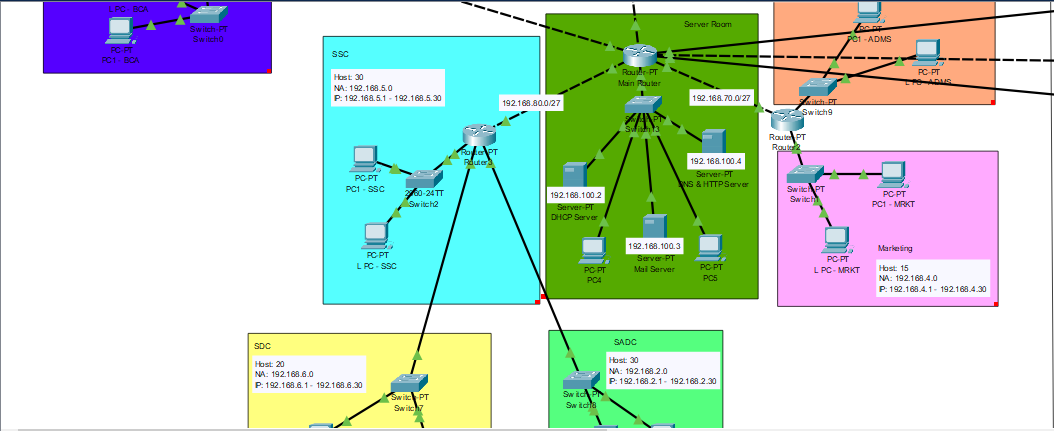 L PC - BCA
Switch-PT
Switch0
PC-PT
PC1 - BCA
SSC
Host: 30
NA: 192.168.5.0
IP: 192.168.5.1 - 192.168.5.30
192.168.80.0/27
Router-PT
PC-PT
PC1 - SSC
2960-24TT
Switch2
PC-PT
L PC - SSC
Server Room
Router-PT
Main Router
Switch-PT
192.168.70.0/27
192.168.100.4
Server-PT
DNS & HTTP Server
192.168.100.2
Server-PT
DHCP Server
192.168.100.3
Server-PT
Mail Server
PC-PT
PC4
PC-PT
PC5
PC-PT
PC1 - ADMS
PC-PT
L PC - ADMS
Switch-PT
Switch9
Router-PT
Router2
Switch-PT
PC-PT
PC1 - MRKT
PC-PT
L PC - MRKT
Marketing
Host: 15
NA: 192.168.4.0
IP: 192.168.4.1 - 192.168.4.30
SDC
Host: 20
NA: 192.168.6.0
IP: 192.168.6.1 - 192.168.6.30
Switch-PT
Switch7
SADC
Host: 30
NA: 192.168.2.0
IP: 192.168.2.1 - 192.168.2.30
Switch-PT
Switch8